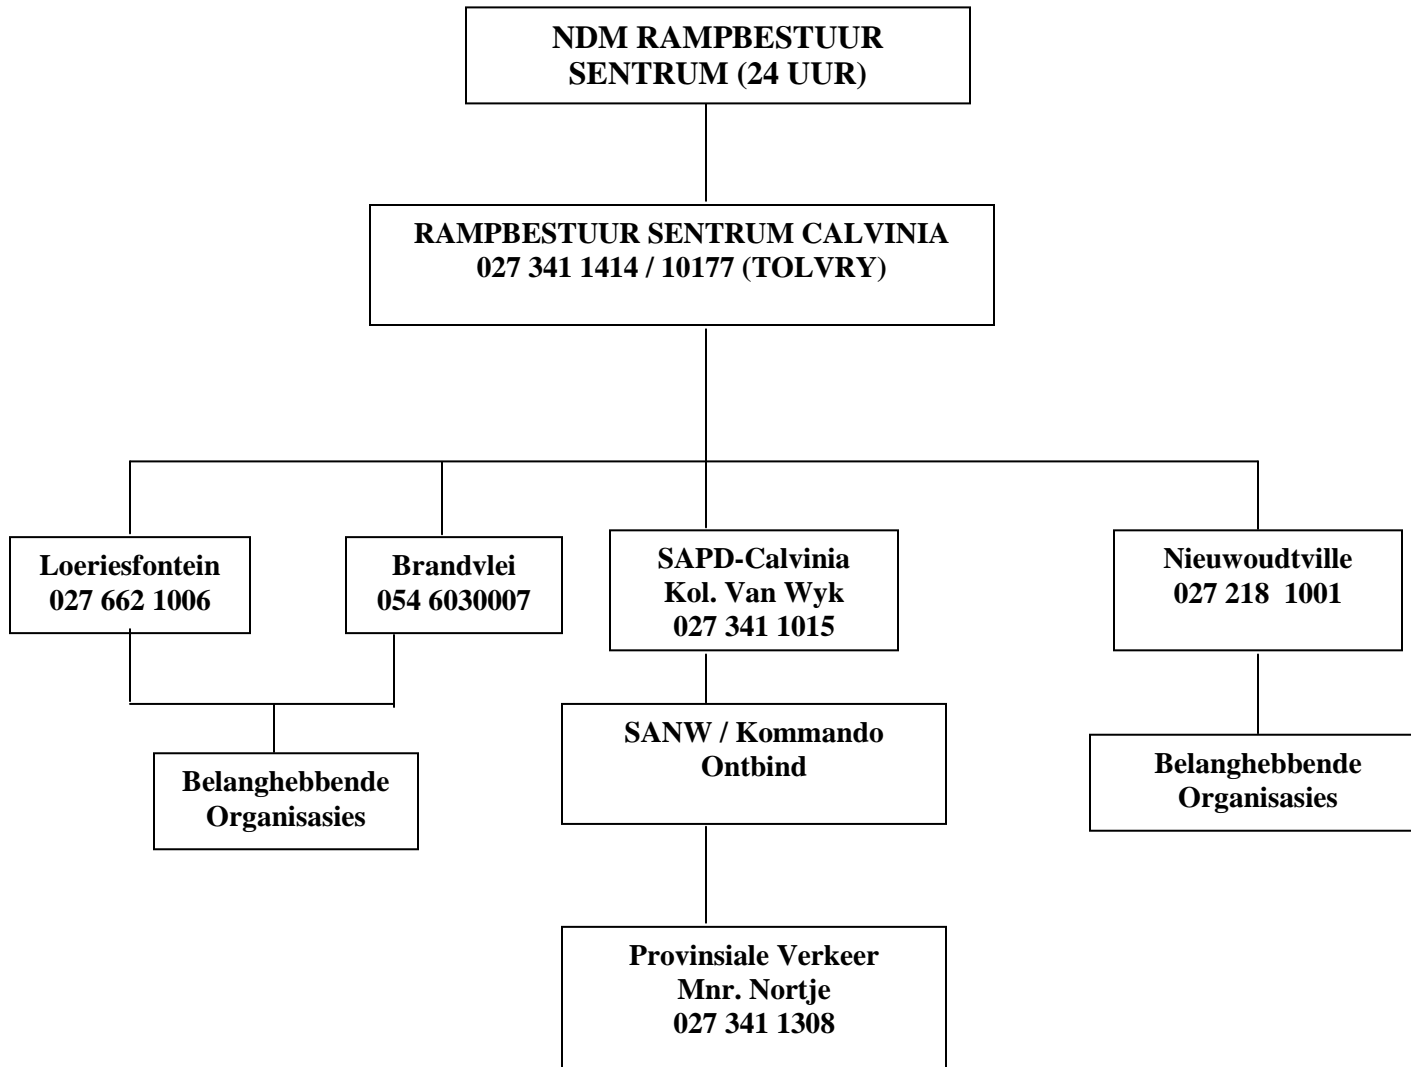 NDM RAMPBESTUUR
SENTRUM (24 UUR)
RAMPBESTUUR SENTRUM CALVINIA
027 341 1414 / 10177 (TOLVRY)
Loeriesfontein
027 662 1006
Brandvlei
054 6030007
SAPD-Calvinia
Kol. Van Wyk
027 341 1015
Nieuwoudtville
027 218  1001
Belanghebbende
Organisasies
SANW / Kommando
Ontbind
Belanghebbende
Organisasies
Provinsiale Verkeer
Mnr. Nortje
027 341 1308